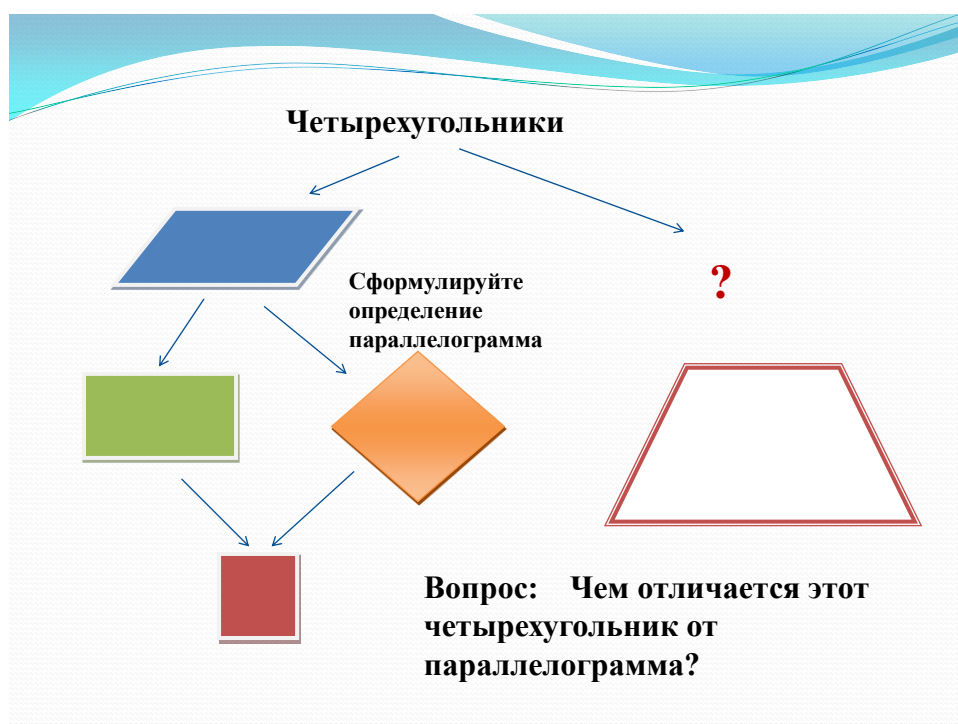 Четырехугольники
Сформулируйте
определение
параллелограмма
?
Вопрос: Чем отличается этот
четырехугольник от
параллелограмма?